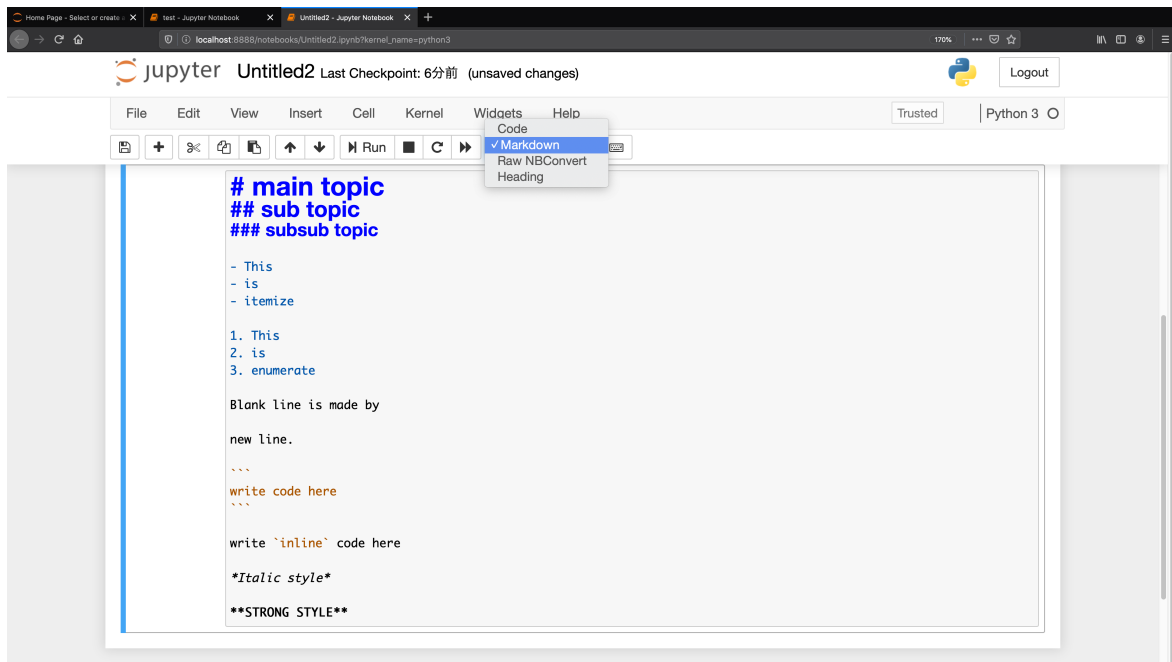 Home Page - Select or create a
test - Jupyter Notebook
Untitled2 - Jupyter Notebook
localhost:8888/notebooks/Untitled2.ipynb?kernel_name=python3
170%
jupyter Untitled2 Last Checkpoint: 6分前 (unsaved changes)
Logout
File Edit View Insert Cell Kernel Widgets Help
Trusted
Python 3
Run
Code
✓ Markdown
Raw NBConvert
Heading
# main topic
## sub topic
### subsub topic
- This
- is
- itemize
1. This
2. is
3. enumerate
Blank line is made by
new line.
```
write code here
```
write `inline` code here
*Italic style*
**STRONG STYLE**